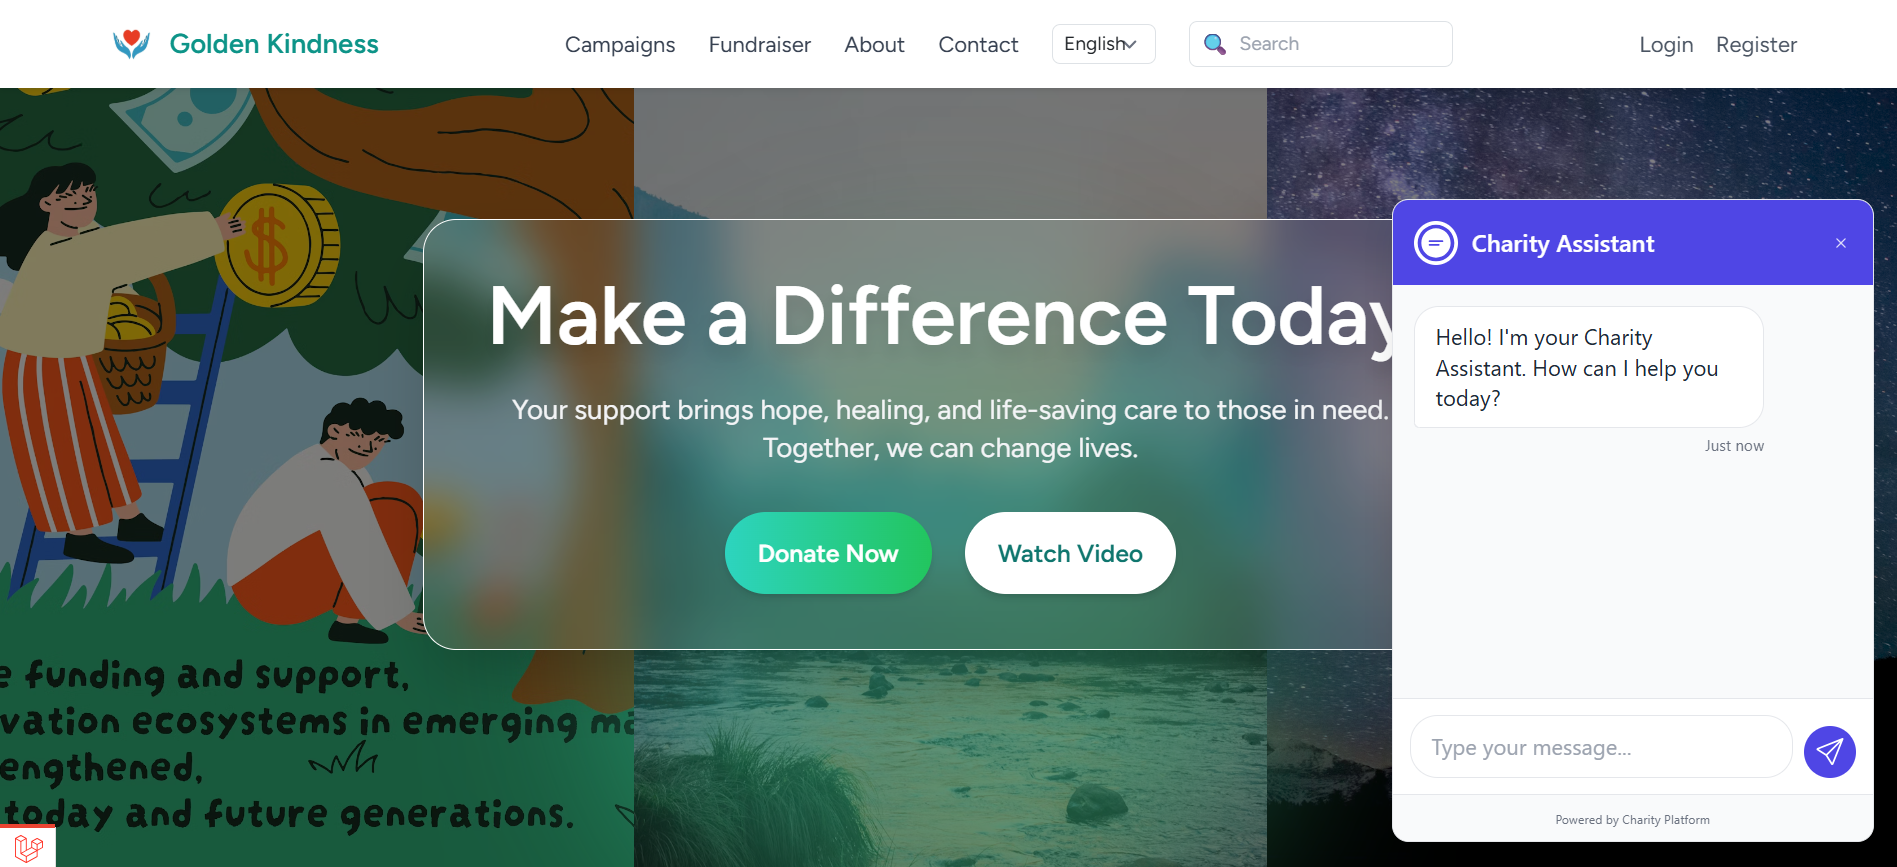 Golden Kindness
Campaigns
Fundraiser
About
Contact
English
Search
Login
Register
Make a Difference Today
Your support brings hope, healing, and life-saving care to those in need.
Together, we can change lives.
Donate Now
Watch Video
funding and support,
vation ecosystems in emerging
engthened,
today and future generations.
Charity Assistant
Hello! I'm your Charity
Assistant. How can I help you
today?
Just now
Type your message...
Powered by Charity Platform